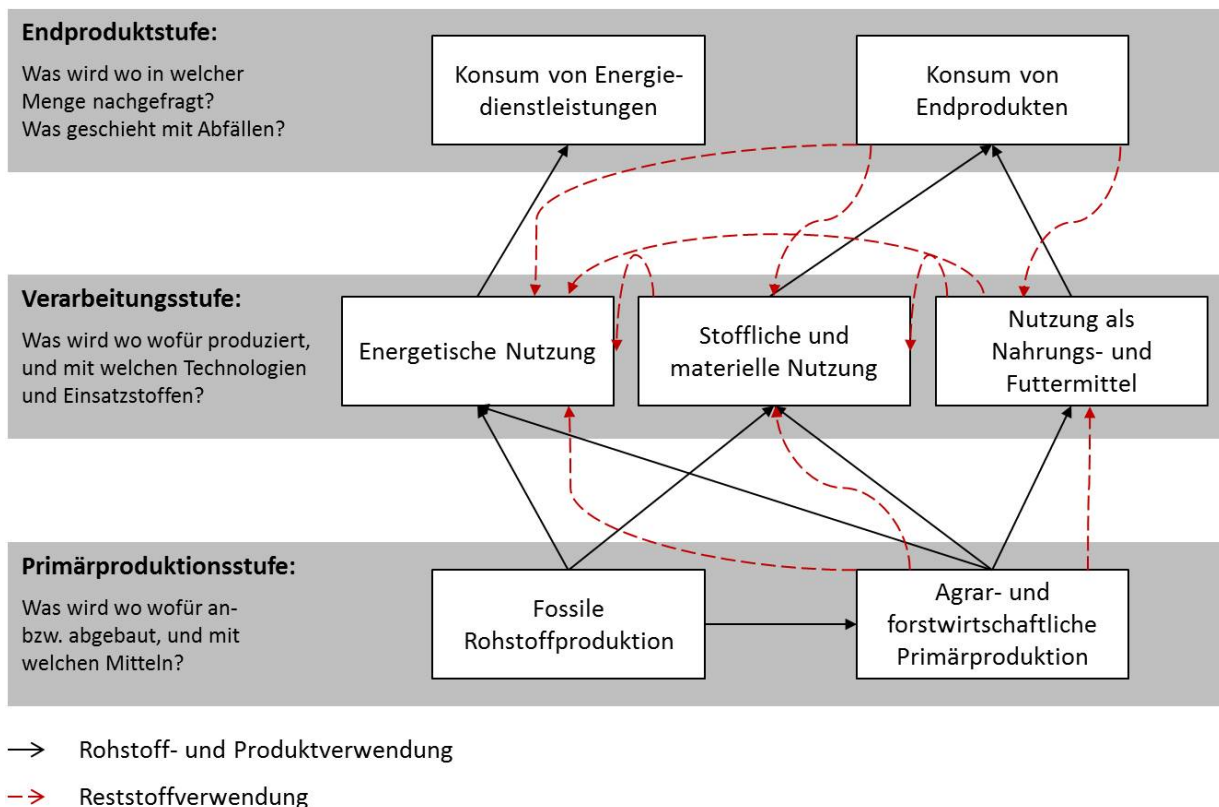 Endproduktstufe:
Was wird wo in welcher
Menge nachgefragt?
Was geschieht mit Abfällen?
Konsum von Energie-
dienstleistungen
Konsum von
Endprodukten
Verarbeitungsstufe:
Was wird wo wofür produziert,
und mit welchen Technologien
und Einsatzstoffen?
Energetische Nutzung
Stoffliche und
materielle Nutzung
Nutzung als
Nahrungs- und
Futtermittel
Primärproduktionsstufe:
Was wird wo wofür an-
bzw. abgebaut, und mit
welchen Mitteln?
Fossile
Rohstoffproduktion
Agrar- und
forstwirtschaftliche
Primärproduktion
Rohstoff- und Produktverwendung
Reststoffverwendung